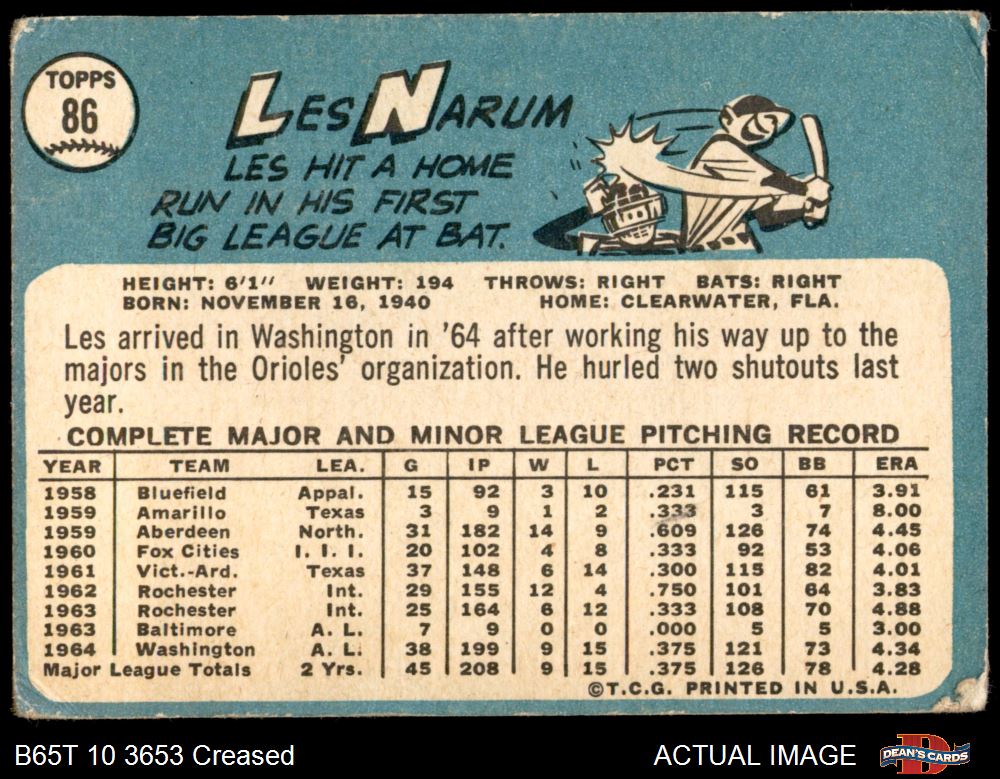 TOPPS
86
LES NARUM
LES HIT A HOME
RUN IN HIS FIRST
BIG LEAGUE AT BAT.
HEIGHT: 6'1" WEIGHT: 194 THROWS: RIGHT BATS: RIGHT
BORN: NOVEMBER 16, 1940 HOME: CLEARWATER, FLA.
Les arrived in Washington in '64 after working his way up to the
majors in the Orioles' organization. He hurled two shutouts last
year.
COMPLETE MAJOR AND MINOR LEAGUE PITCHING RECORD
YEAR TEAM LEA. G IP W L PCT SO BB ERA
1958 Bluefield Appal. 15 92 3 10 .231 115 61 3.91
1959 Amarillo Texas 3 9 1 2 .333 3 7 8.00
1959 Aberdeen North. 31 182 14 9 .609 126 74 4.45
1960 Fox Cities I. I. I. 20 102 4 8 .333 92 53 4.06
1961 Vict.-Ard. Texas 37 148 6 14 .300 115 82 4.01
1962 Rochester Int. 29 155 12 4 .750 101 64 3.83
1963 Rochester Int. 25 164 6 12 .333 108 70 4.88
1963 Baltimore A. L. 7 9 0 0 .000 5 5 3.00
1964 Washington A. L. 38 199 9 15 .375 121 73 4.34
Major League Totals 2 Yrs. 45 208 9 15 .375 126 78 4.28
©T.C.G. PRINTED IN U.S.A.
B65T 10 3653 Creased ACTUAL IMAGE DEAN'S CARDS